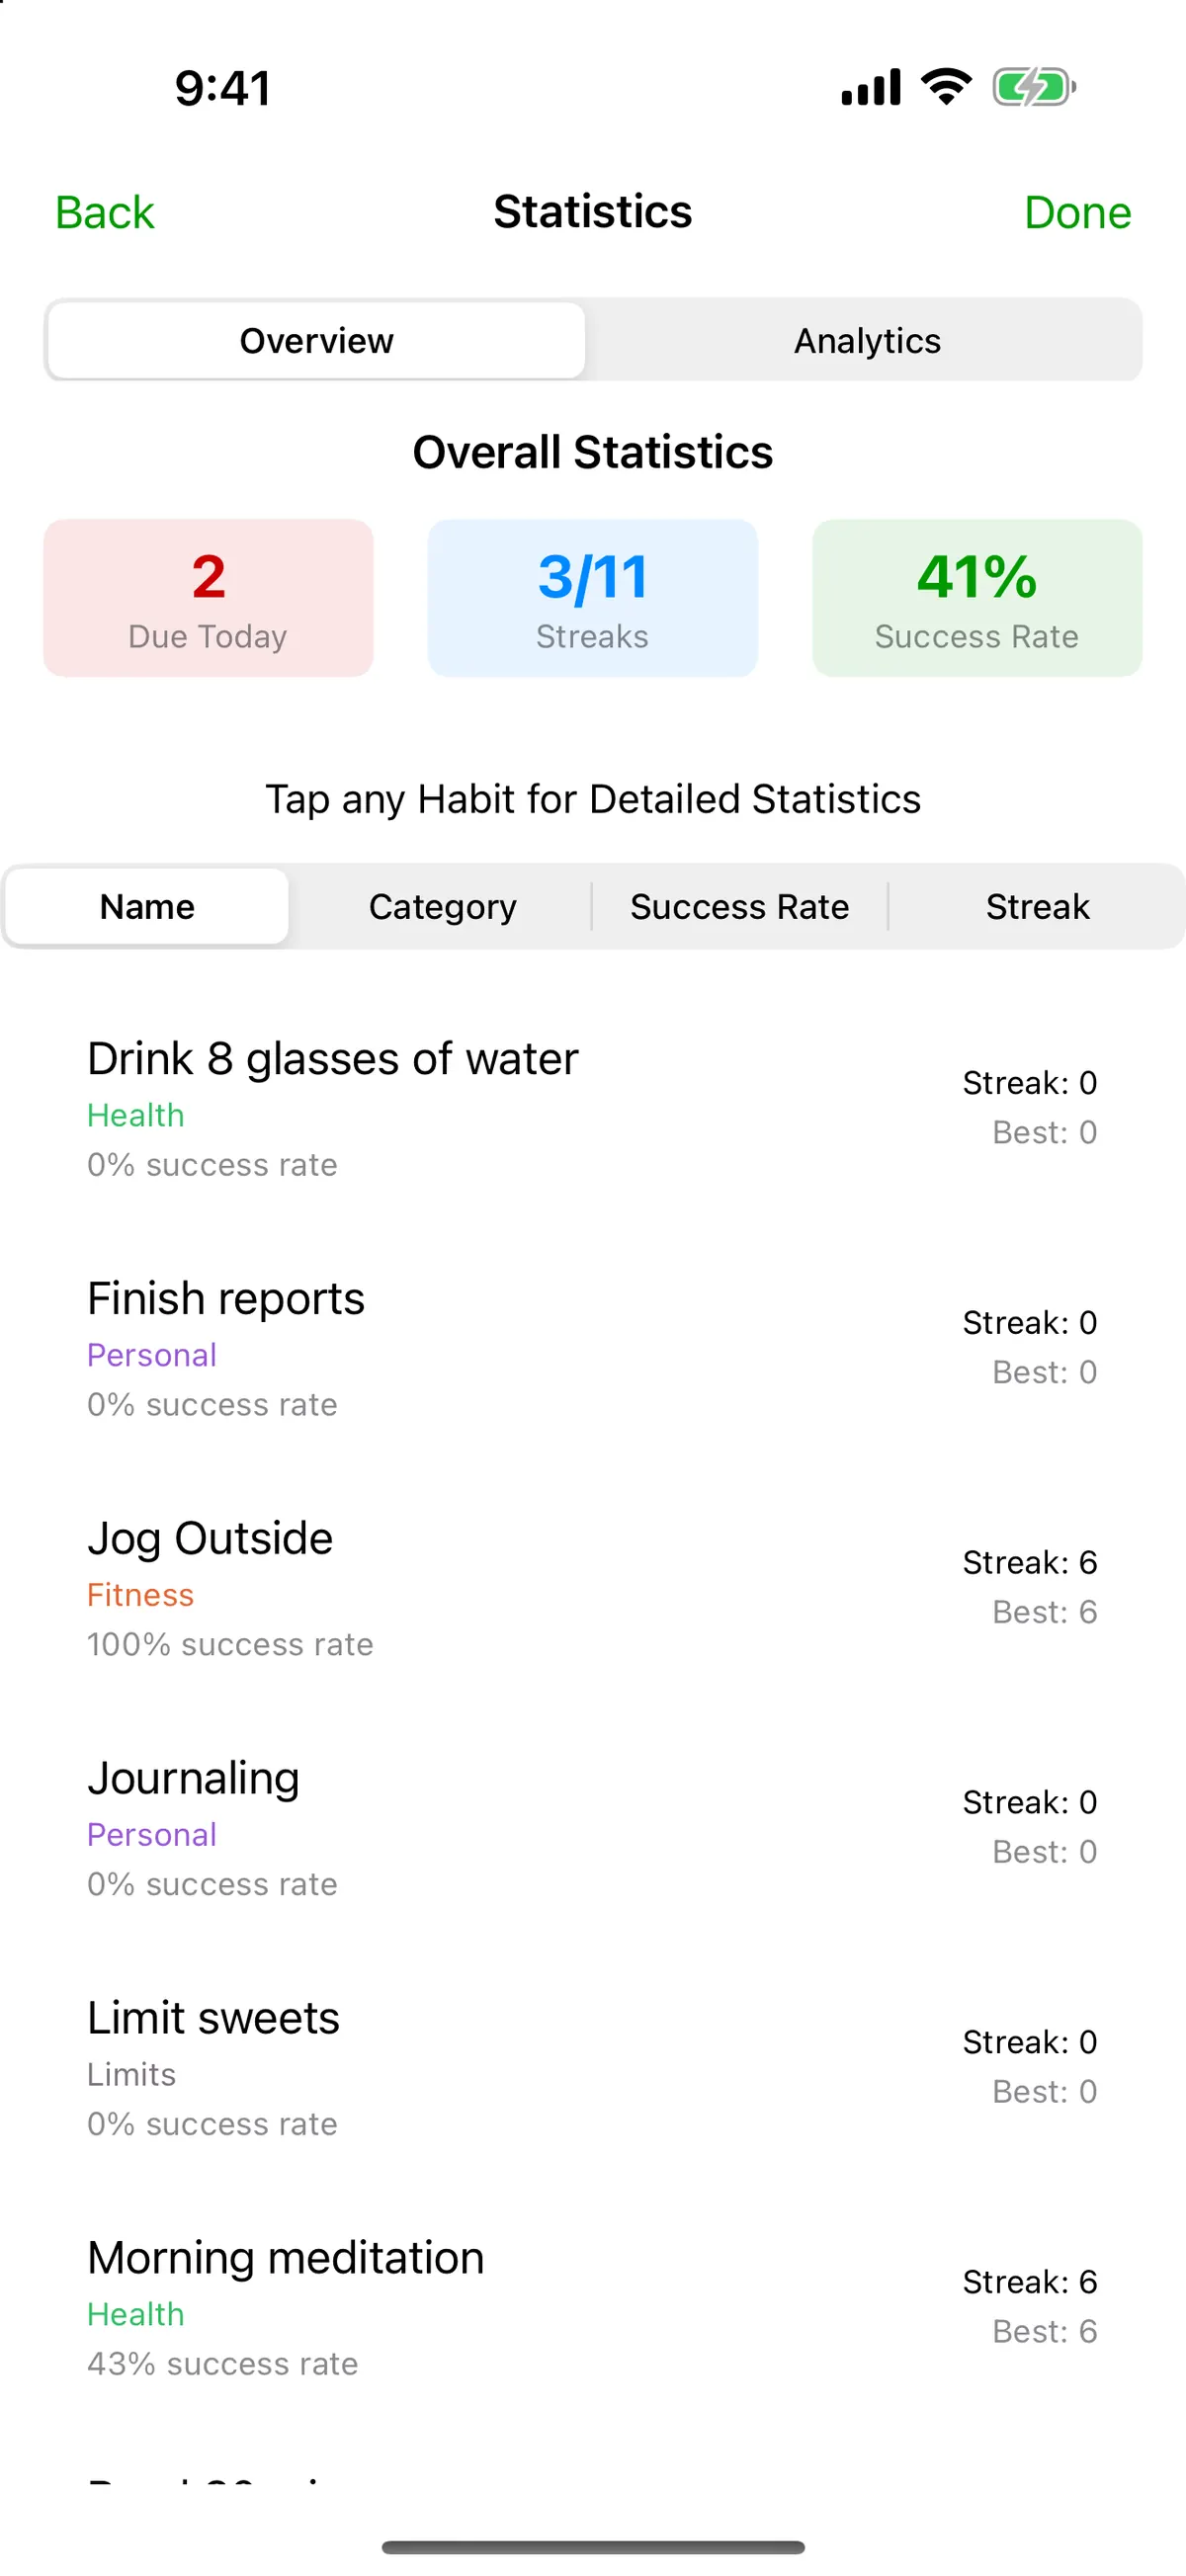 9:41
Back Statistics Done
Overview Analytics
Overall Statistics
2 3/11 41%
Due Today Streaks Success Rate
Tap any Habit for Detailed Statistics
Name Category Success Rate Streak
Drink 8 glasses of water
Health
0% success rate
Streak: 0
Best: 0
Finish reports
Personal
0% success rate
Streak: 0
Best: 0
Jog Outside
Fitness
100% success rate
Streak: 6
Best: 6
Journaling
Personal
0% success rate
Streak: 0
Best: 0
Limit sweets
Limits
0% success rate
Streak: 0
Best: 0
Morning meditation
Health
43% success rate
Streak: 6
Best: 6